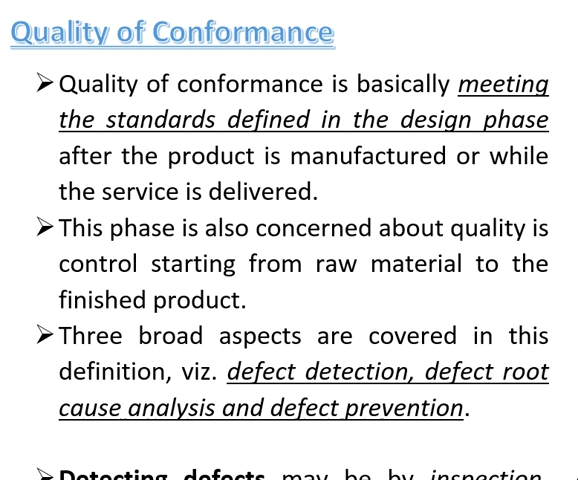 Quality of Conformance
➢ Quality of conformance is basically meeting
the standards defined in the design phase
after the product is manufactured or while
the service is delivered.
➢ This phase is also concerned about quality is
control starting from raw material to the
finished product.
➢ Three broad aspects are covered in this
definition, viz. defect detection, defect root
cause analysis and defect prevention.
➢ Detecting defects may be by inspection,